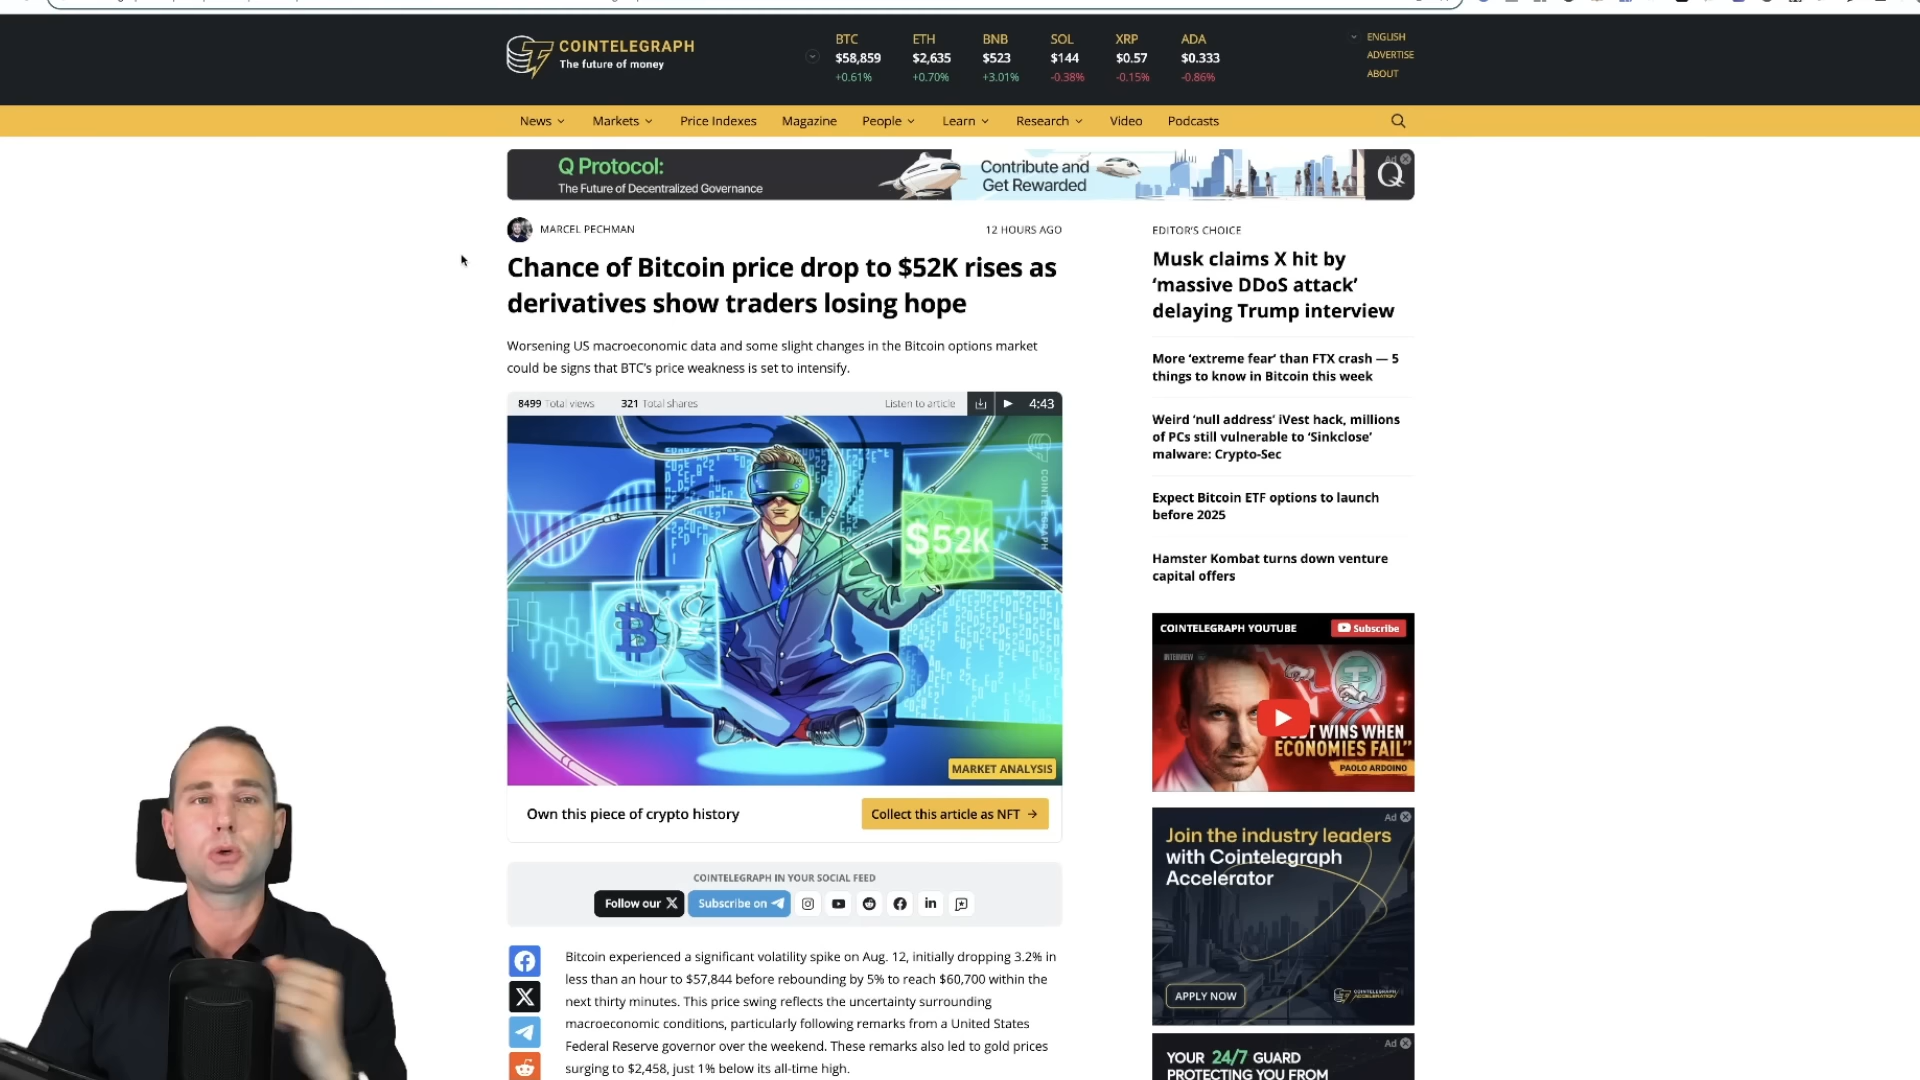 COINTELEGRAPH
The future of money
BTC ETH BNB SOL XRP ADA
$58,859 $2,635 $523 $144 $0.57 $0.333
+0.61% +0.70% +3.01% -0.38% -0.15% -0.86%
ENGLISH
ADVERTISE
ABOUT
News Markets Price Indexes Magazine People Learn Research Video Podcasts
Q Protocol:
The Future of Decentralized Governance
Contribute and
Get Rewarded
Ad
Q
MARCEL PECHMAN
12 HOURS AGO
Chance of Bitcoin price drop to $52K rises as
derivatives show traders losing hope
Worsening US macroeconomic data and some slight changes in the Bitcoin options market
could be signs that BTC's price weakness is set to intensify.
8499 Total views 321 Total shares Listen to article 4:43
COINTELEGRAPH
$52K
MARKET ANALYSIS
Own this piece of crypto history
Collect this article as NFT →
COINTELEGRAPH IN YOUR SOCIAL FEED
Follow our X Subscribe on
Bitcoin experienced a significant volatility spike on Aug. 12, initially dropping 3.2% in
less than an hour to $57,844 before rebounding by 5% to reach $60,700 within the
next thirty minutes. This price swing reflects the uncertainty surrounding
macroeconomic conditions, particularly following remarks from a United States
Federal Reserve governor over the weekend. These remarks also led to gold prices
surging to $2,458, just 1% below its all-time high.
EDITOR'S CHOICE
Musk claims X hit by
‘massive DDoS attack’
delaying Trump interview
More ‘extreme fear’ than FTX crash — 5
things to know in Bitcoin this week
Weird ‘null address’ iVest hack, millions
of PCs still vulnerable to ‘Sinkclose’
malware: Crypto-Sec
Expect Bitcoin ETF options to launch
before 2025
Hamster Kombat turns down venture
capital offers
COINTELEGRAPH YOUTUBE
Subscribe
INTERVIEW
WINS WHEN
ECONOMIES FAIL”
PAOLO ARDOINO
Ad
Join the industry leaders
with Cointelegraph
Accelerator
APPLY NOW
Ad
YOUR 24/7 GUARD
PROTECTING YOU FROM